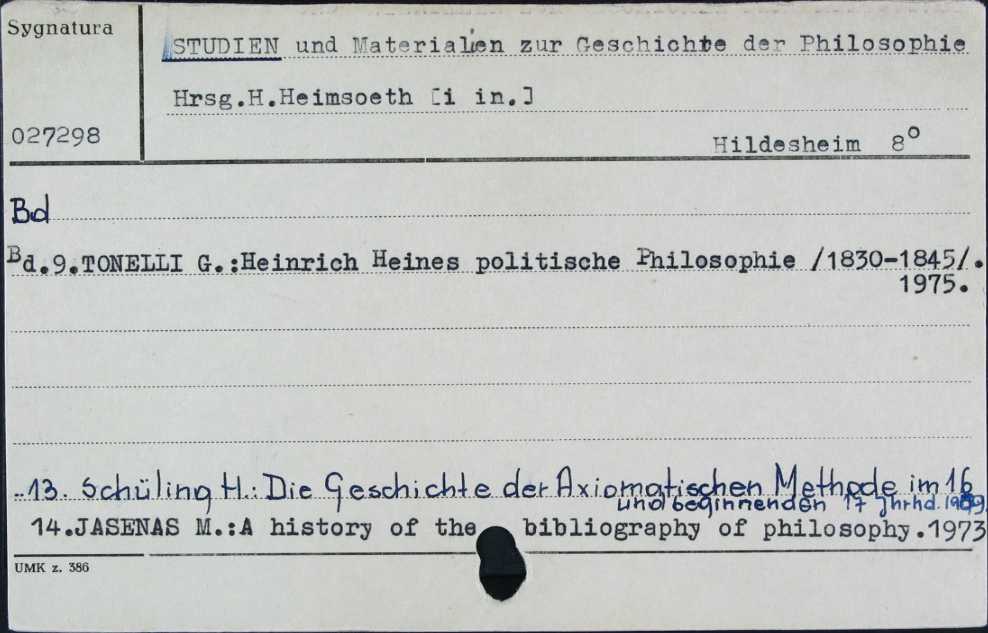 Sygnatura
STUDIEN und Materialien zur Geschichte der Philosophie
Hrsg.H.Heimsoeth [i in.]
027298
Hildesheim 8°
Bd
Bd.9.TONELLI G.:Heinrich Heines politische Philosophie /1830-1845/.
1975.
13. Schüling H.: Die Geschichte der Axiomatischen Methode im 16
und beginnenden 17 Jhrhd.
14.JASENAS M.:A history of the bibliography of philosophy.1973
UMK z. 386